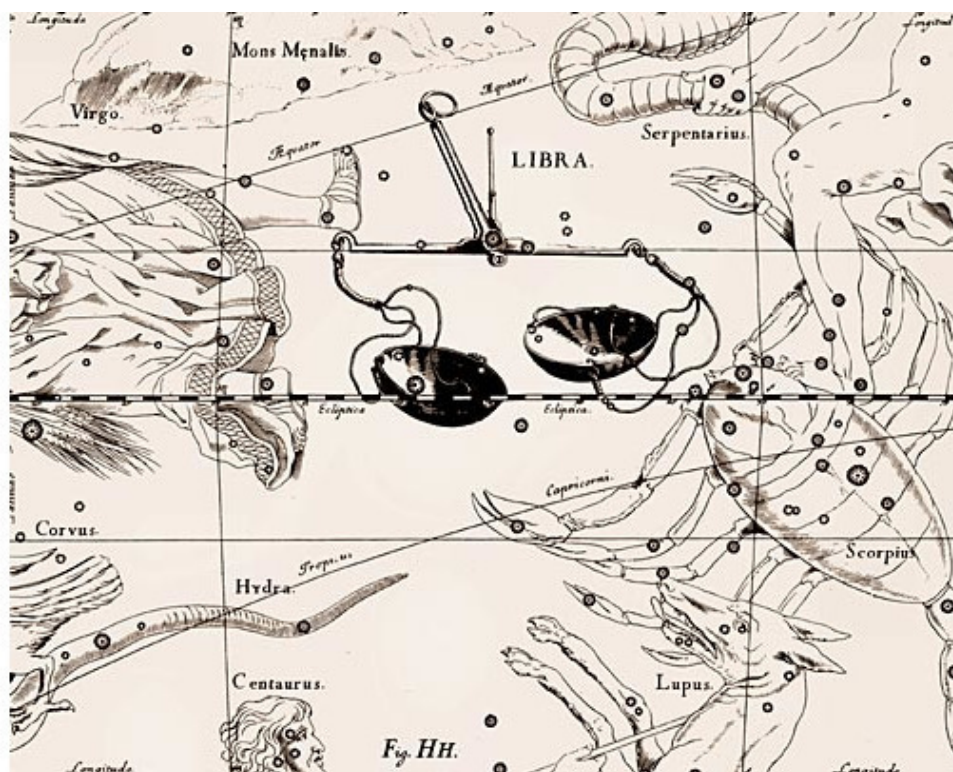 Longitudo
Longitudo
Mons Męnalis.
Virgo.
Æquator.
Æquator
Serpentarius.
LIBRA.
Ecliptica
Ecliptica.
Capricorni.
Corvus.
Tropicus
Scorpius
Hydra.
Centaurus.
Lupus.
Fig. HH.
Longitudo
Longitudo